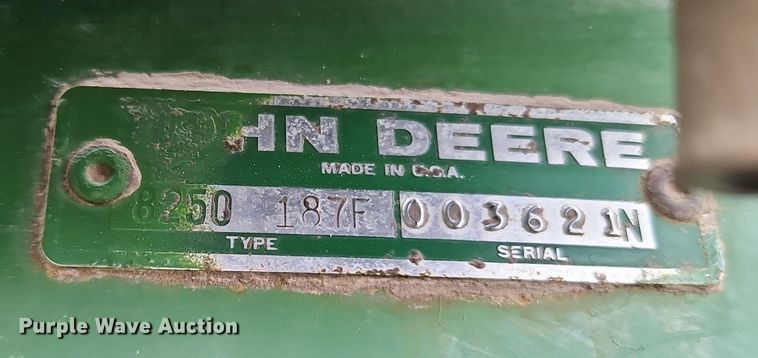 HN DEERE
MADE IN U.S.A.
8250 187F 003621N
TYPE SERIAL
Purple Wave Auction